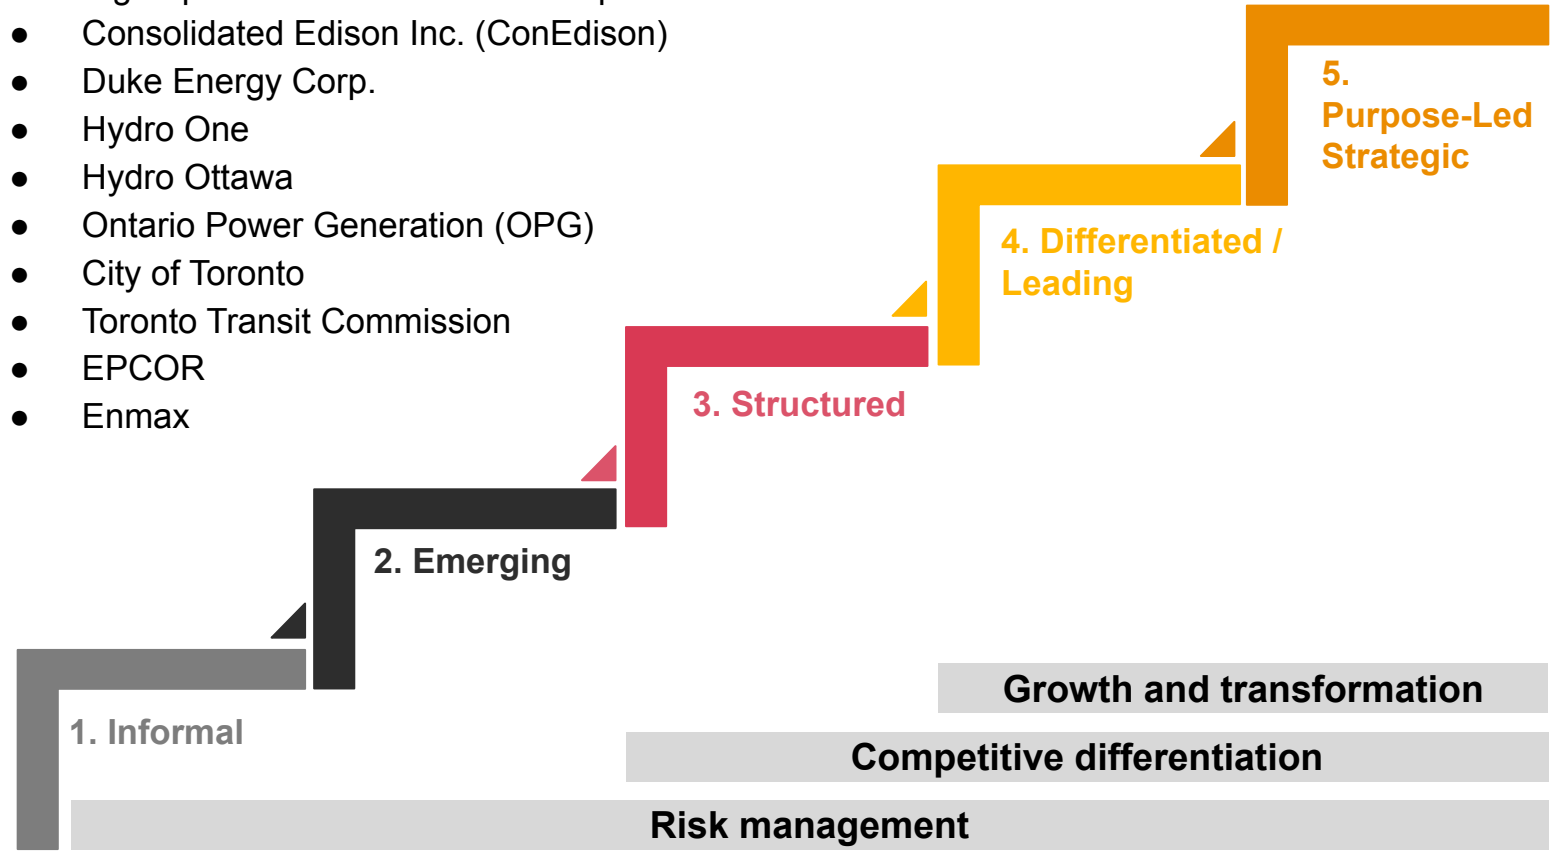 ● Consolidated Edison Inc. (ConEdison)
● Duke Energy Corp.
● Hydro One
● Hydro Ottawa
● Ontario Power Generation (OPG)
● City of Toronto
● Toronto Transit Commission
● EPCOR
● Enmax
5.
Purpose-Led
Strategic
4. Differentiated /
Leading
3. Structured
2. Emerging
1. Informal
Growth and transformation
Competitive differentiation
Risk management